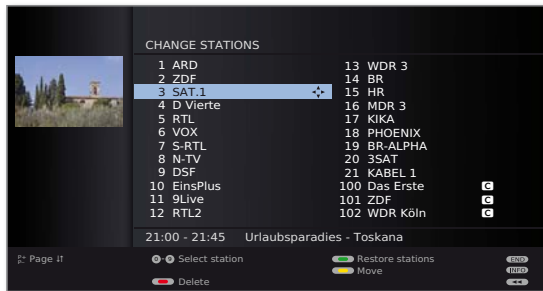 CHANGE STATIONS
1 ARD
2 ZDF
3 SAT.1
4 D Vierte
5 RTL
6 VOX
7 S-RTL
8 N-TV
9 DSF
10 EinsPlus
11 9Live
12 RTL2
13 WDR 3
14 BR
15 HR
16 MDR 3
17 KIKA
18 PHOENIX
19 BR-ALPHA
20 3SAT
21 KABEL 1
100 Das Erste C
101 ZDF C
102 WDR Köln C
21:00 - 21:45 Urlaubsparadies - Toskana
P+ P- Page
0-9 Select station
Delete
Restore stations
Move
END
INFO